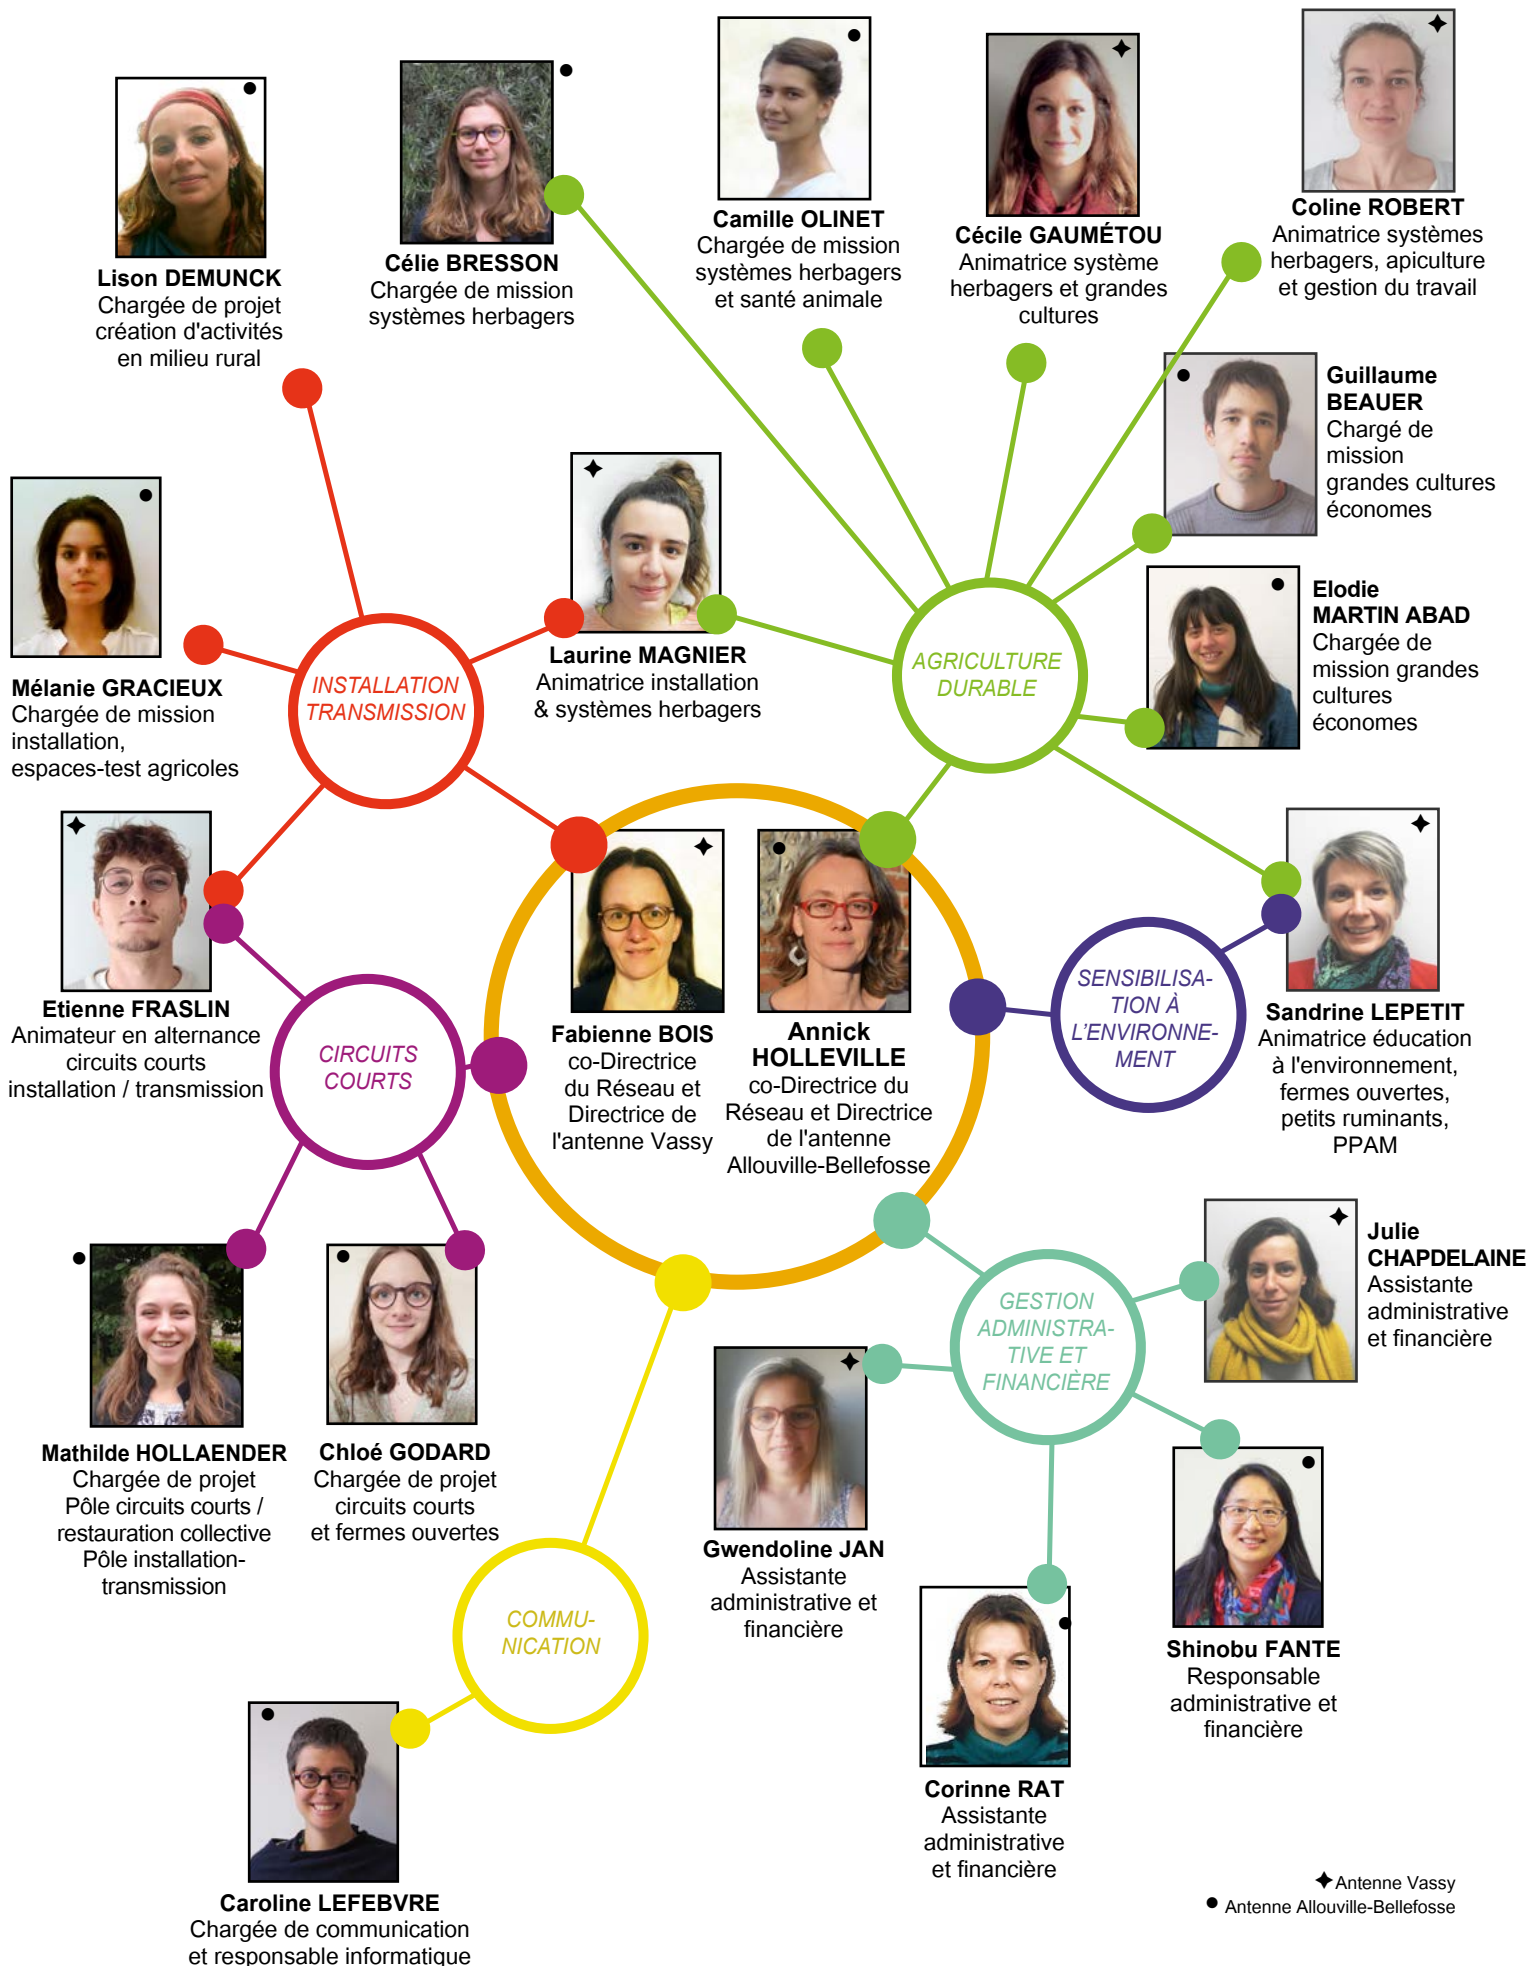 Lison DEMUNCK
Chargée de projet
création d'activités
en milieu rural
Célie BRESSON
Chargée de mission
systèmes herbagers
Camille OLINET
Chargée de mission
systèmes herbagers
et santé animale
Cécile GAUMÉTOU
Animatrice système
herbagers et grandes
cultures
Coline ROBERT
Animatrice systèmes
herbagers, apiculture
et gestion du travail
Guillaume
BEAUER
Chargé de
mission
grandes cultures
économes
Elodie
MARTIN ABAD
Chargée de
mission grandes
cultures
économes
Mélanie GRACIEUX
Chargée de mission
installation,
espaces-test agricoles
INSTALLATION
TRANSMISSION
Laurine MAGNIER
Animatrice installation
& systèmes herbagers
AGRICULTURE
DURABLE
Etienne FRASLIN
Animateur en alternance
circuits courts
installation / transmission
CIRCUITS
COURTS
Fabienne BOIS
co-Directrice
du Réseau et
Directrice de
l'antenne Vassy
Annick
HOLLEVILLE
co-Directrice du
Réseau et Directrice
de l'antenne
Allouville-Bellefosse
SENSIBILISA-
TION À
L'ENVIRONNE-
MENT
Sandrine LEPETIT
Animatrice éducation
à l'environnement,
fermes ouvertes,
petits ruminants,
PPAM
Mathilde HOLLAENDER
Chargée de projet
Pôle circuits courts /
restauration collective
Pôle installation-
transmission
Chloé GODARD
Chargée de projet
circuits courts
et fermes ouvertes
GESTION
ADMINISTRA-
TIVE ET
FINANCIÈRE
Julie
CHAPDELAINE
Assistante
administrative
et financière
Gwendoline JAN
Assistante
administrative et
financière
Shinobu FANTE
Responsable
administrative et
financière
Corinne RAT
Assistante
administrative
et financière
COMMU-
NICATION
Caroline LEFEBVRE
Chargée de communication
et responsable informatique
Antenne Vassy
Antenne Allouville-Bellefosse